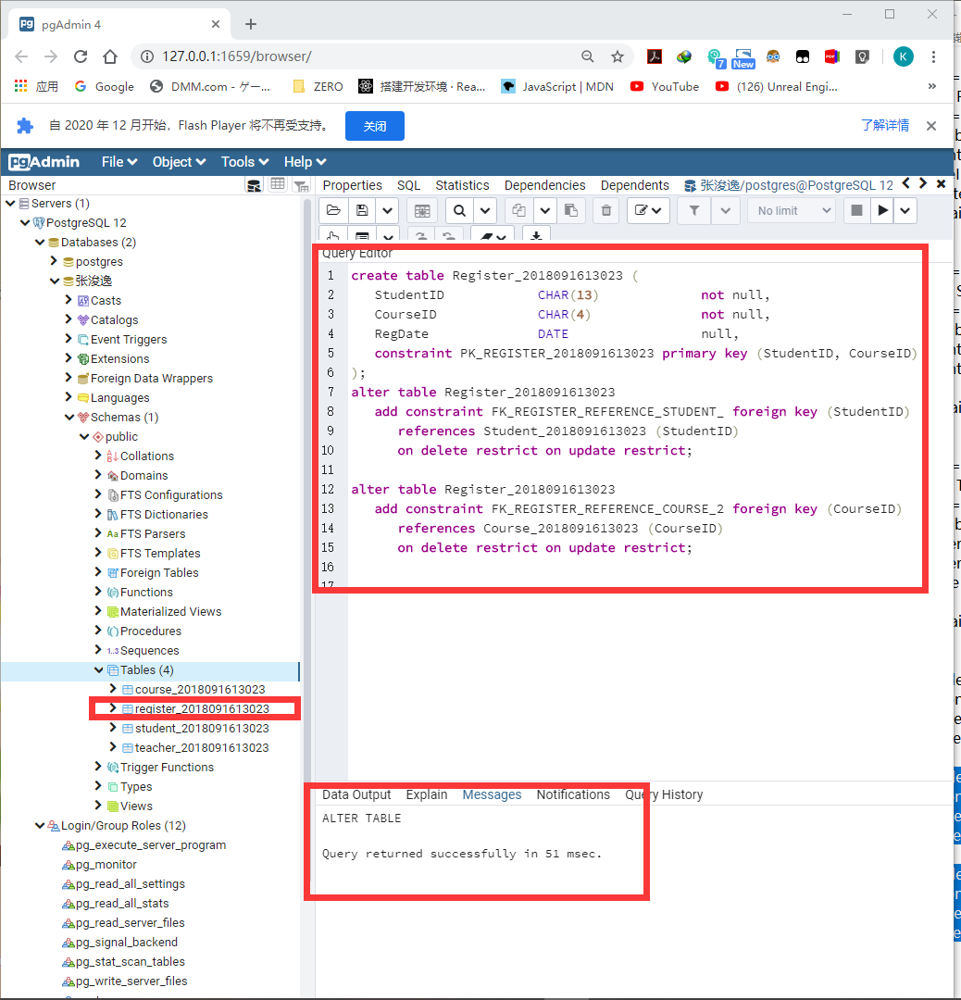 pgAdmin 4
127.0.0.1:1659/browser/
7
New
K
应用
Google
DMM.com - ゲー...
ZERO
搭建开发环境 · Rea...
JavaScript | MDN
YouTube
(126) Unreal Engi...
»
自 2020 年 12 月开始，Flash Player 将不再受支持。
关闭
了解详情
pgAdmin
File
Object
Tools
Help
Browser
Properties
SQL
Statistics
Dependencies
Dependents
张浚逸/postgres@PostgreSQL 12
No limit
Servers (1)
PostgreSQL 12
Databases (2)
postgres
张浚逸
Casts
Catalogs
Event Triggers
Extensions
Foreign Data Wrappers
Languages
Schemas (1)
public
Collations
Domains
FTS Configurations
FTS Dictionaries
FTS Parsers
FTS Templates
Foreign Tables
Functions
Materialized Views
Procedures
Sequences
Tables (4)
course_2018091613023
register_2018091613023
student_2018091613023
teacher_2018091613023
Trigger Functions
Types
Views
Login/Group Roles (12)
pg_execute_server_program
pg_monitor
pg_read_all_settings
pg_read_all_stats
pg_read_server_files
pg_signal_backend
pg_stat_scan_tables
pg_write_server_files
Query Editor
1 create table Register_2018091613023 (
2 StudentID CHAR(13) not null,
3 CourseID CHAR(4) not null,
4 RegDate DATE null,
5 constraint PK_REGISTER_2018091613023 primary key (StudentID, CourseID)
6 );
7 alter table Register_2018091613023
8 add constraint FK_REGISTER_REFERENCE_STUDENT_ foreign key (StudentID)
9 references Student_2018091613023 (StudentID)
10 on delete restrict on update restrict;
11
12 alter table Register_2018091613023
13 add constraint FK_REGISTER_REFERENCE_COURSE_2 foreign key (CourseID)
14 references Course_2018091613023 (CourseID)
15 on delete restrict on update restrict;
16
17
Data Output
Explain
Messages
Notifications
Query History
ALTER TABLE
Query returned successfully in 51 msec.